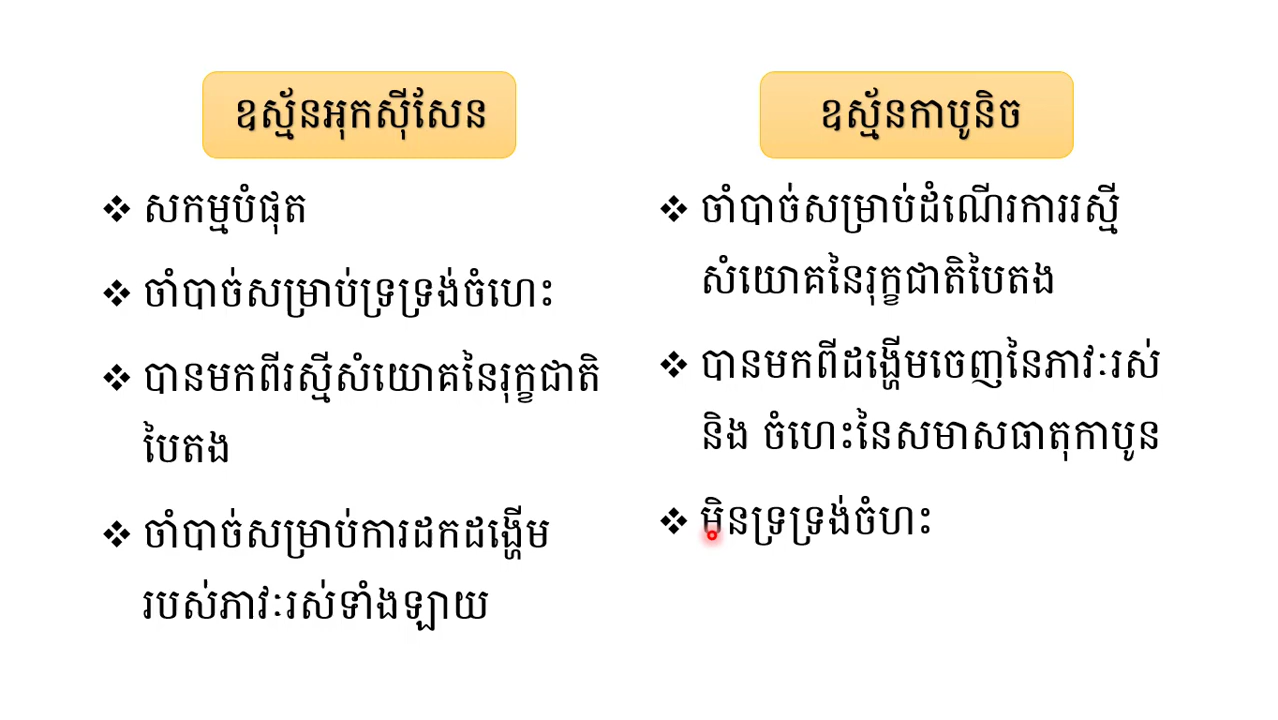 ឧស្ម័នអុកស៊ីសែន
❖ សកម្មបំផុត
❖ ចាំបាច់សម្រាប់ទ្រទ្រង់ចំហេះ
❖ បានមកពីរស្មីសំយោគនៃរុក្ខជាតិ
បៃតង
❖ ចាំបាច់សម្រាប់ការដកដង្ហើម
របស់ភាវៈរស់ទាំងឡាយ
ឧស្ម័នកាបូនិច
❖ ចាំបាច់សម្រាប់ដំណើរការរស្មី
សំយោគនៃរុក្ខជាតិបៃតង
❖ បានមកពីដង្ហើមចេញនៃភាវៈរស់
និង ចំហេះនៃសមាសធាតុកាបូន
❖ មិនទ្រទ្រង់ចំហះ